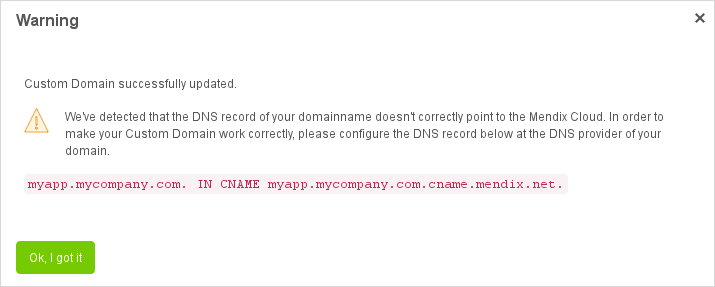 Warning
Custom Domain successfully updated.
We've detected that the DNS record of your domainname doesn't correctly point to the Mendix Cloud. In order to
make your Custom Domain work correctly, please configure the DNS record below at the DNS provider of your
domain.
myapp.mycompany.com. IN CNAME myapp.mycompany.com.cname.mendix.net.
Ok, I got it